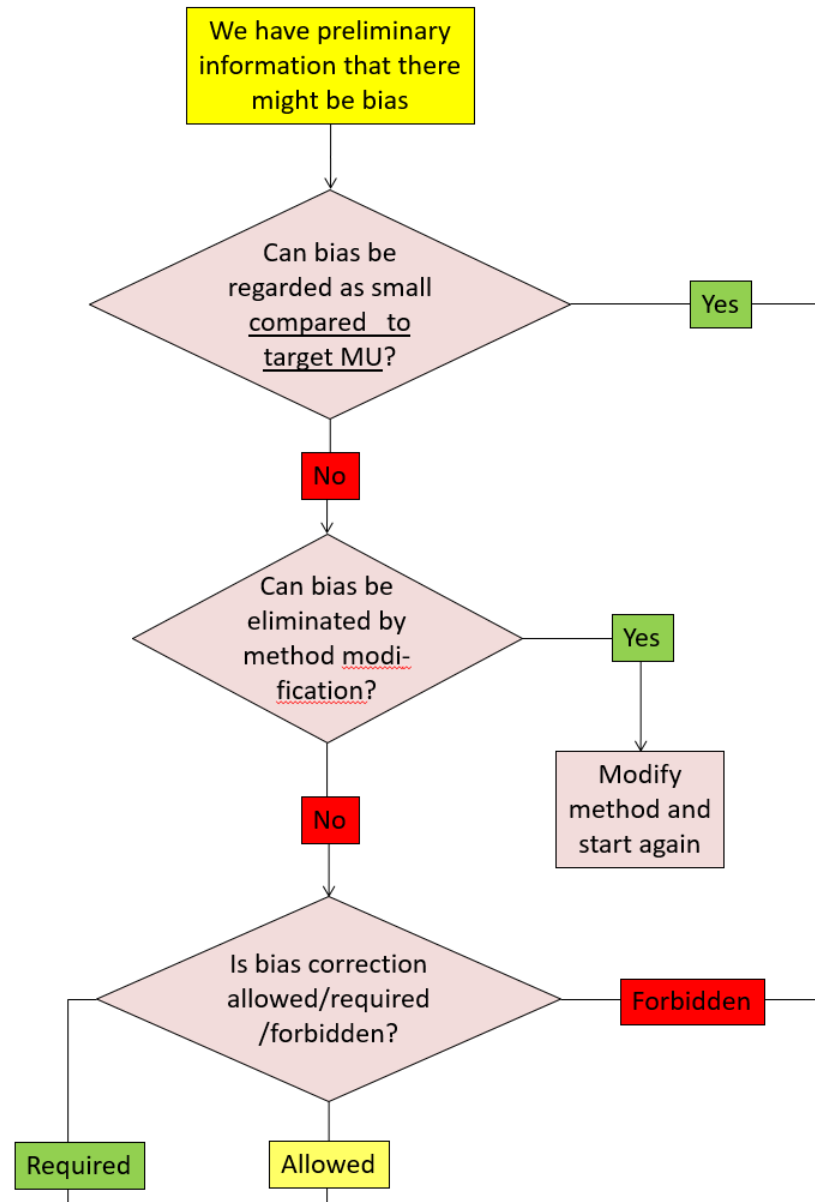 We have preliminary
information that there
might be bias
Can bias be
regarded as small
compared to
target MU?
Yes
No
Can bias be
eliminated by
method modi-
fication?
Yes
Modify
method and
start again
No
Is bias correction
allowed/required
/forbidden?
Forbidden
Required
Allowed